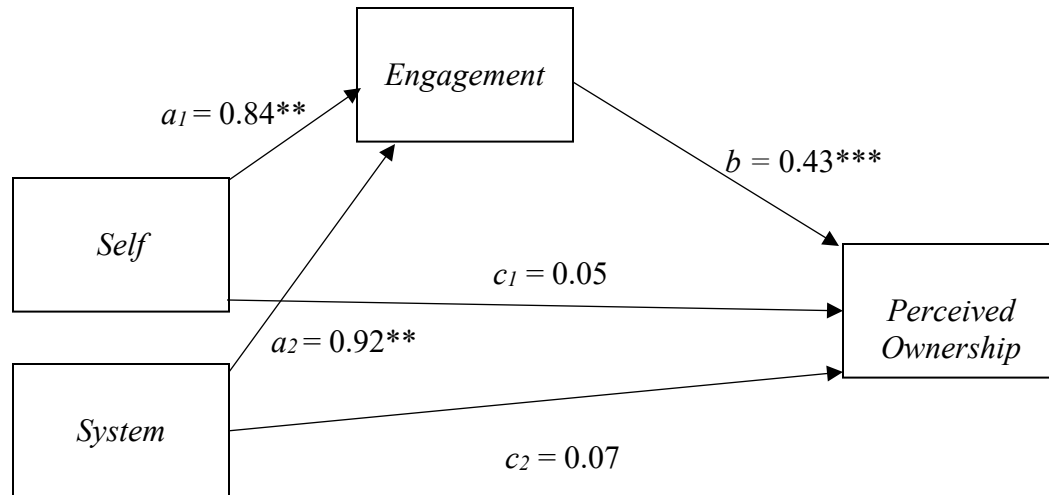 Engagement
a1 = 0.84**
b = 0.43***
Self
c1 = 0.05
Perceived
Ownership
a2 = 0.92**
System
c2 = 0.07